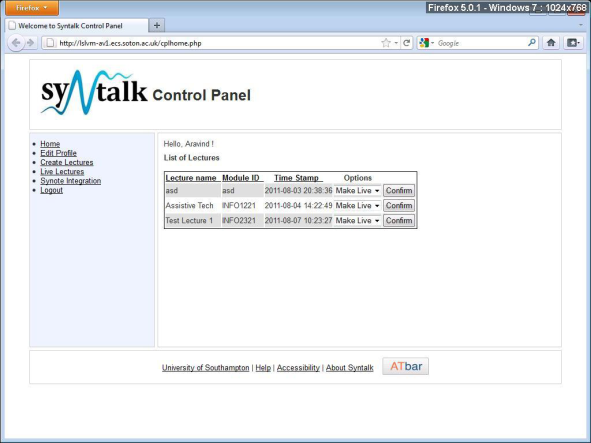 Firefox
Firefox 5.0.1 - Windows 7 : 1024x768
Welcome to Syntalk Control Panel
http://lslvm-av1.ecs.soton.ac.uk/cplhome.php
Google
syNtalk Control Panel
Home
Edit Profile
Create Lectures
Live Lectures
Synote Integration
Logout
Hello, Aravind !
List of Lectures
Lecture name Module ID Time Stamp Options
asd asd 2011-08-03 20:38:36 Make Live Confirm
Assistive Tech INFO1221 2011-08-04 14:22:49 Make Live Confirm
Test Lecture 1 INFO2321 2011-08-07 10:23:27 Make Live Confirm
University of Southampton | Help | Accessibility | About Syntalk ATbar